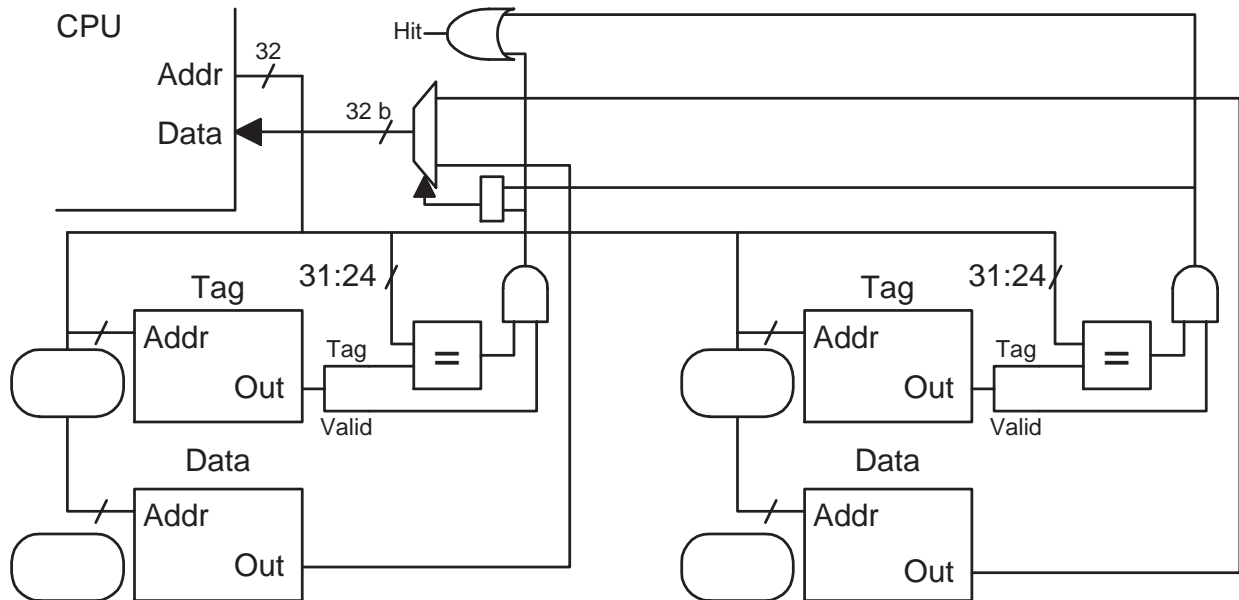 CPU
Hit
32
Addr
32 b
Data
31:24
31:24
Tag
Tag
Addr
Tag
=
Out
Valid
Addr
Tag
=
Out
Valid
Data
Data
Addr
Out
Addr
Out